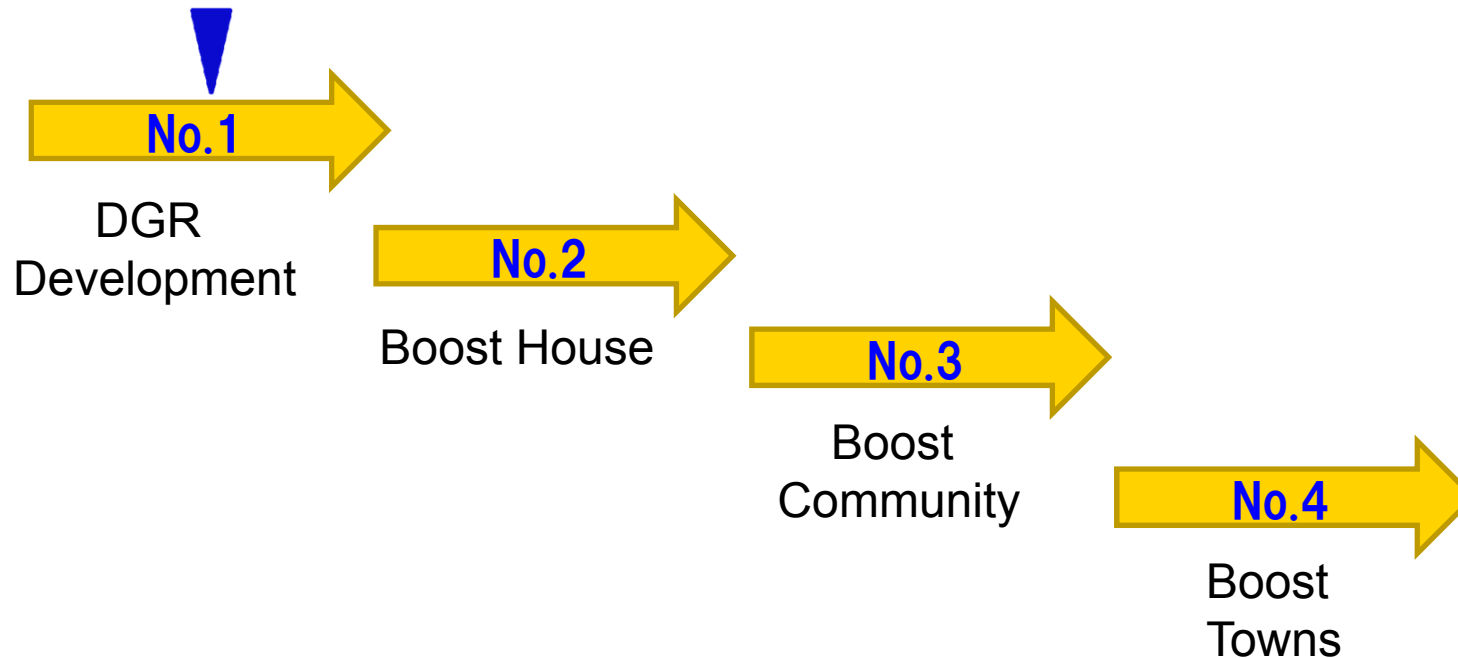 No.1
DGR
Development
No.2
Boost House
No.3
Boost
Community
No.4
Boost
Towns